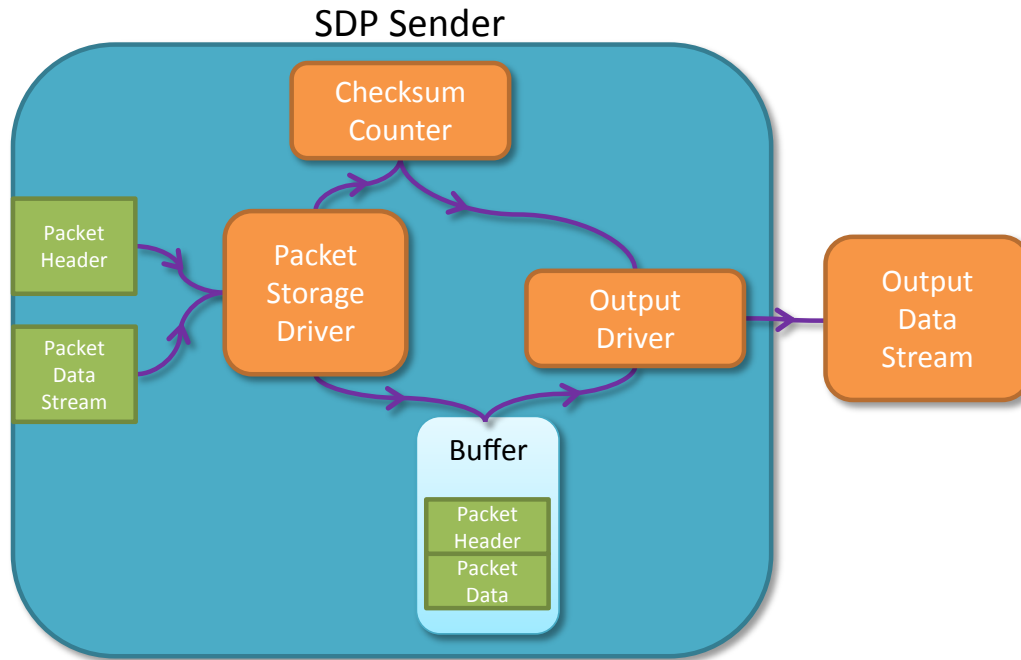 SDP Sender
Checksum
Counter
Packet
Header
Packet
Data
Stream
Packet
Storage
Driver
Output
Driver
Output
Data
Stream
Buffer
Packet
Header
Packet
Data